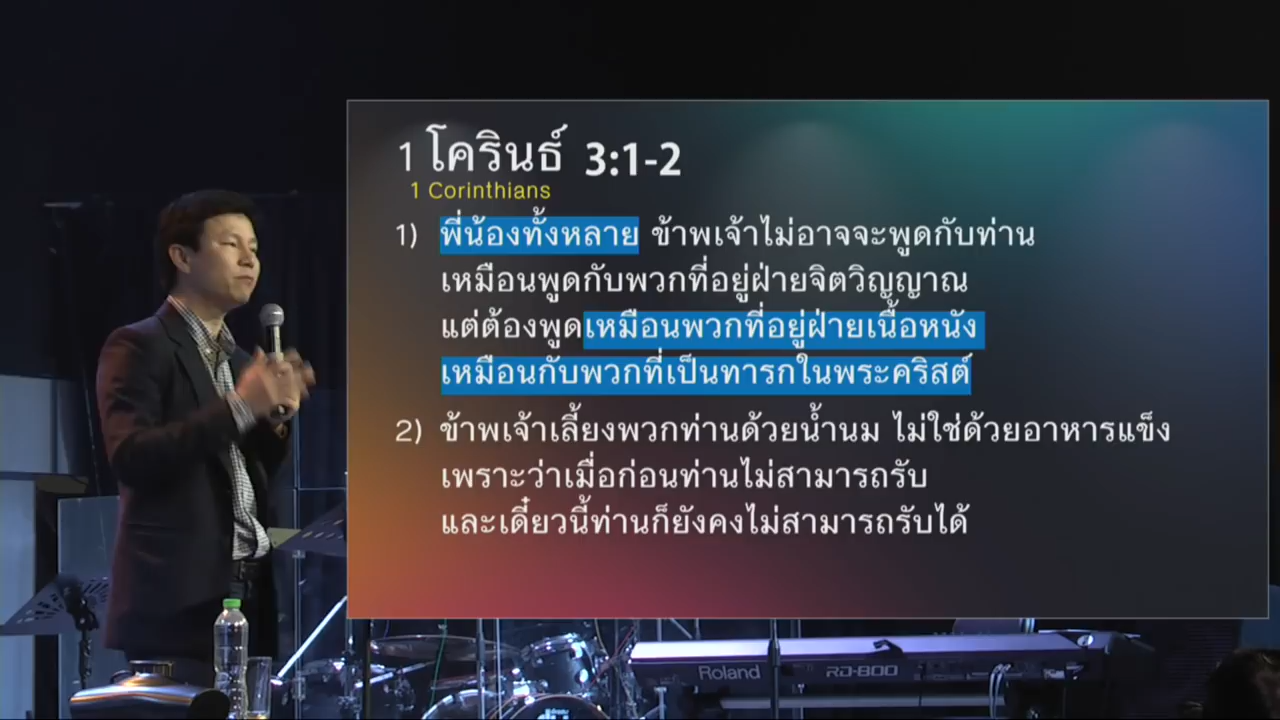 1 โครินธ์ 3:1-2
1 Corinthians
1) พี่น้องทั้งหลาย ข้าพเจ้าไม่อาจจะพูดกับท่าน
เหมือนพูดกับพวกที่อยู่ฝ่ายจิตวิญญาณ
แต่ต้องพูดเหมือนพวกที่อยู่ฝ่ายเนื้อหนัง
เหมือนกับพวกที่เป็นทารกในพระคริสต์
2) ข้าพเจ้าเลี้ยงพวกท่านด้วยน้ำนม ไม่ใช่ด้วยอาหารแข็ง
เพราะว่าเมื่อก่อนท่านไม่สามารถรับ
และเดี๋ยวนี้ท่านก็ยังคงไม่สามารถรับได้
Roland RD-800